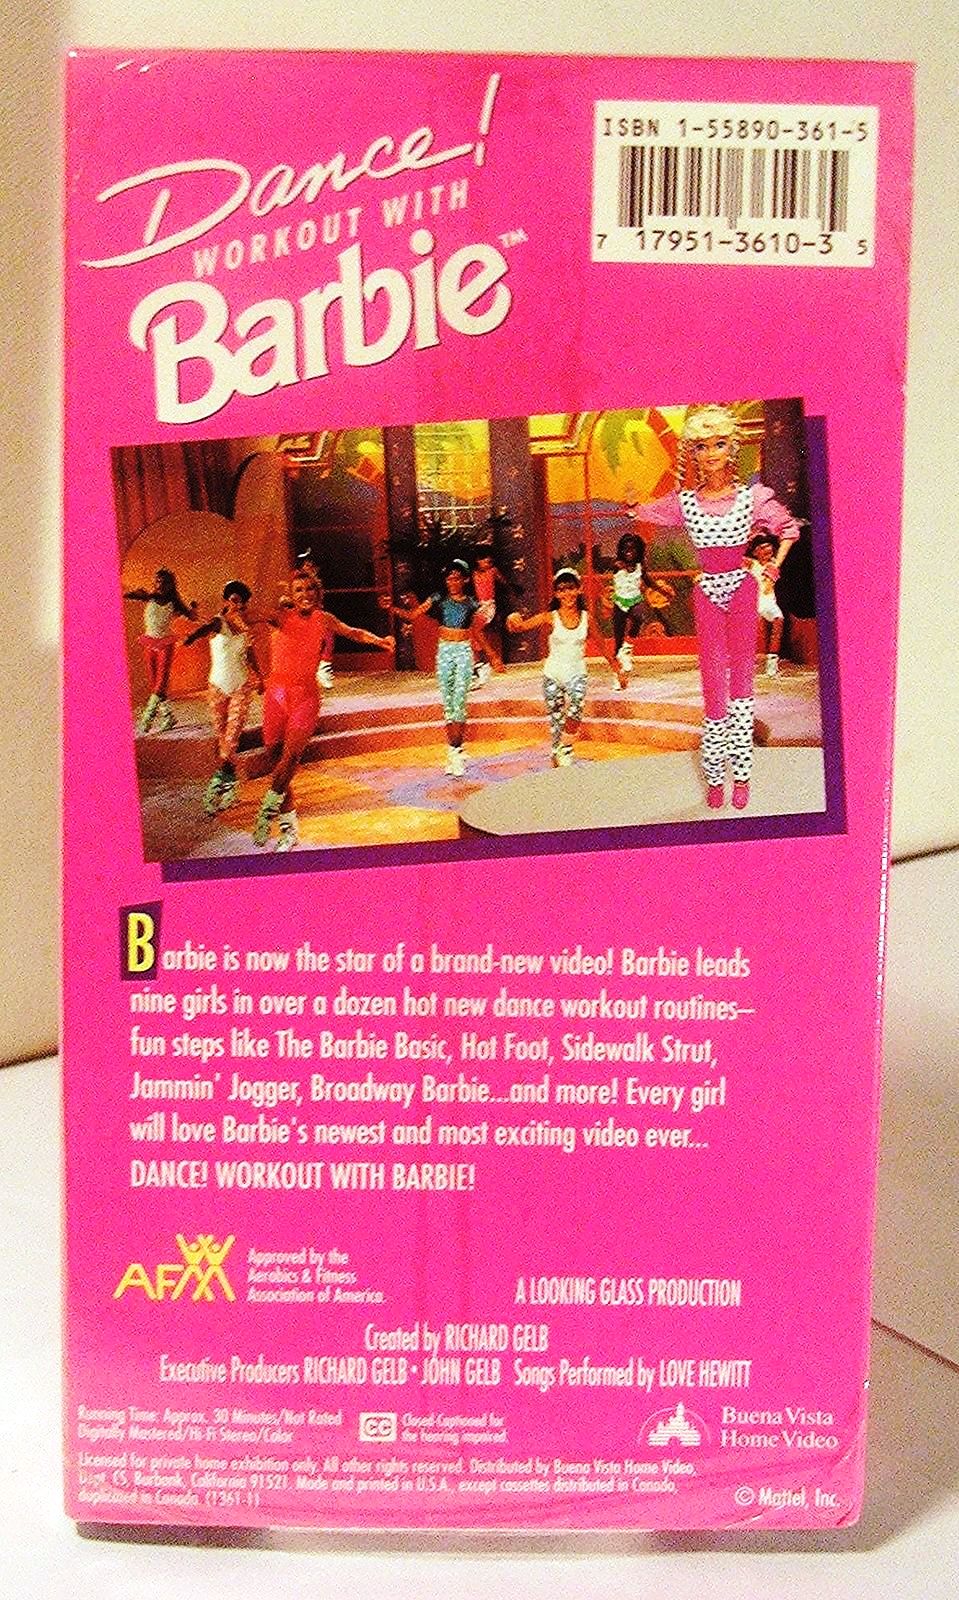 Dance!
WORKOUT WITH
Barbie™
ISBN 1-55890-361-5
7 17951-3610-3 5
Barbie is now the star of a brand-new video! Barbie leads
nine girls in over a dozen hot new dance workout routines—
fun steps like The Barbie Basic, Hot Foot, Sidewalk Strut,
Jammin' Jogger, Broadway Barbie...and more! Every girl
will love Barbie's newest and most exciting video ever...
DANCE! WORKOUT WITH BARBIE!
AFAA
Approved by the
Aerobics & Fitness
Association of America.
A LOOKING GLASS PRODUCTION
Created by RICHARD GELB
Executive Producers RICHARD GELB • JOHN GELB Songs Performed by LOVE HEWITT
Running Time: Approx. 30 Minutes/Not Rated
Digitally Mastered/Hi-Fi Stereo/Color
CC
Closed-Captioned for
the hearing impaired.
Buena Vista
Home Video
Licensed for private home exhibition only. All other rights reserved. Distributed by Buena Vista Home Video,
Dept. CS, Burbank, California 91521. Made and printed in U.S.A., except cassettes distributed in Canada,
duplicated in Canada. (1361-I)
© Mattel, Inc.